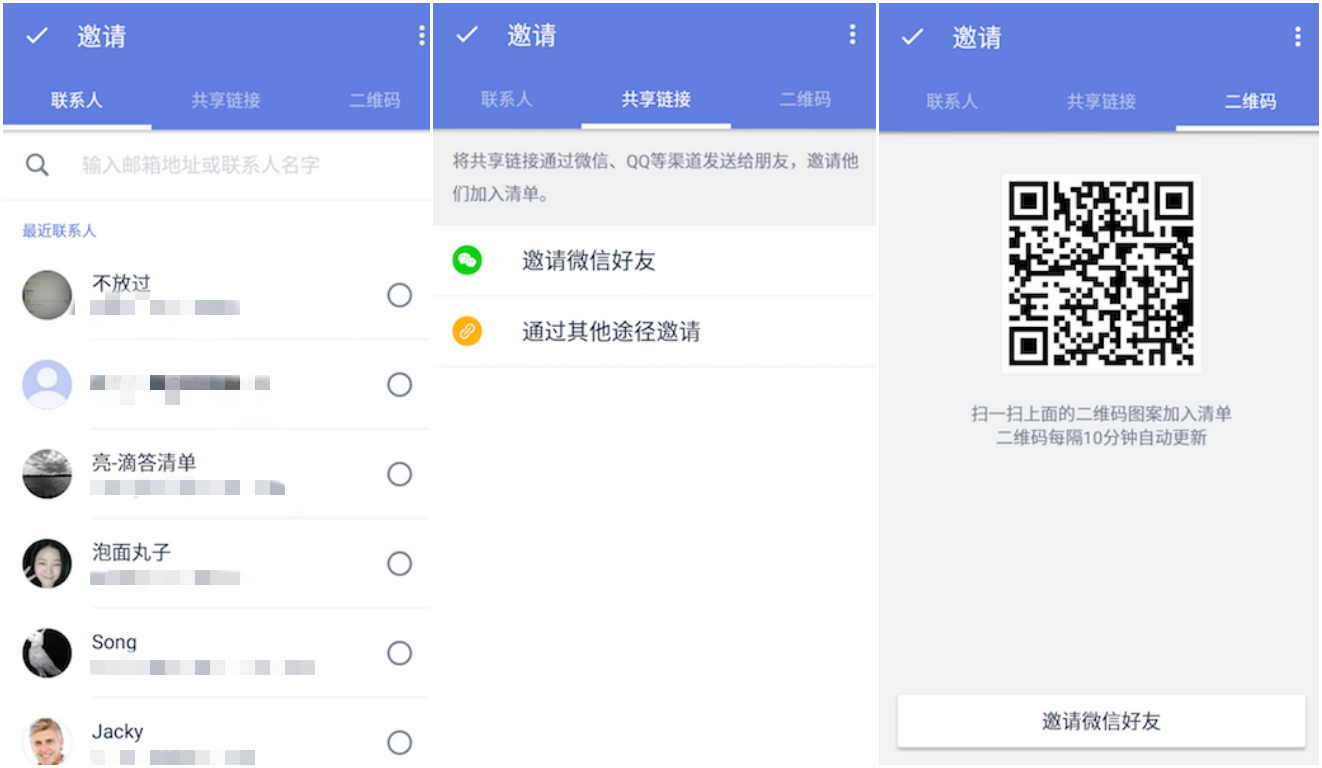 邀请
联系人 共享链接 二维码
输入邮箱地址或联系人名字
最近联系人
不放过
亮-滴答清单
泡面丸子
Song
Jacky
邀请
联系人 共享链接 二维码
将共享链接通过微信、QQ等渠道发送给朋友，邀请他
们加入清单。
邀请微信好友
通过其他途径邀请
邀请
联系人 共享链接 二维码
扫一扫上面的二维码图案加入清单
二维码每隔10分钟自动更新
邀请微信好友